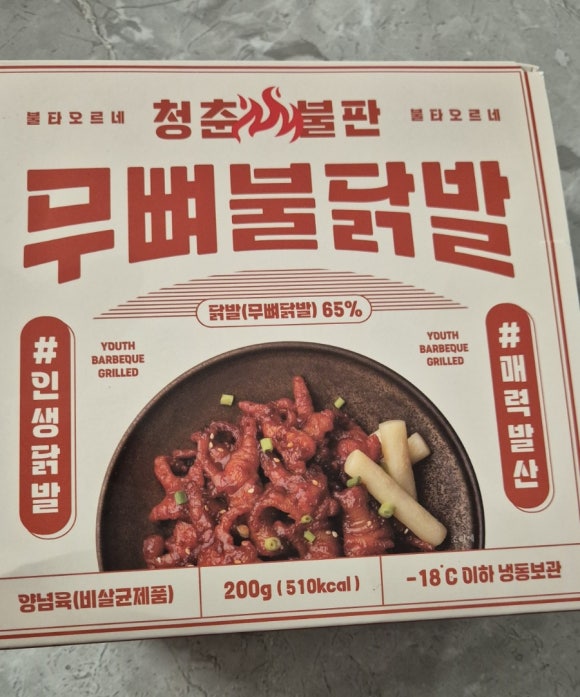 불타오르네 청춘불판 불타오르네
무뼈불닭발
닭발(무뼈닭발) 65%
#인생닭발
YOUTH
BARBEQUE
GRILLED
YOUTH
BARBEQUE
GRILLED
#매력발산
양념육(비살균제품)
200g ( 510kcal )
-18°C 이하 냉동보관